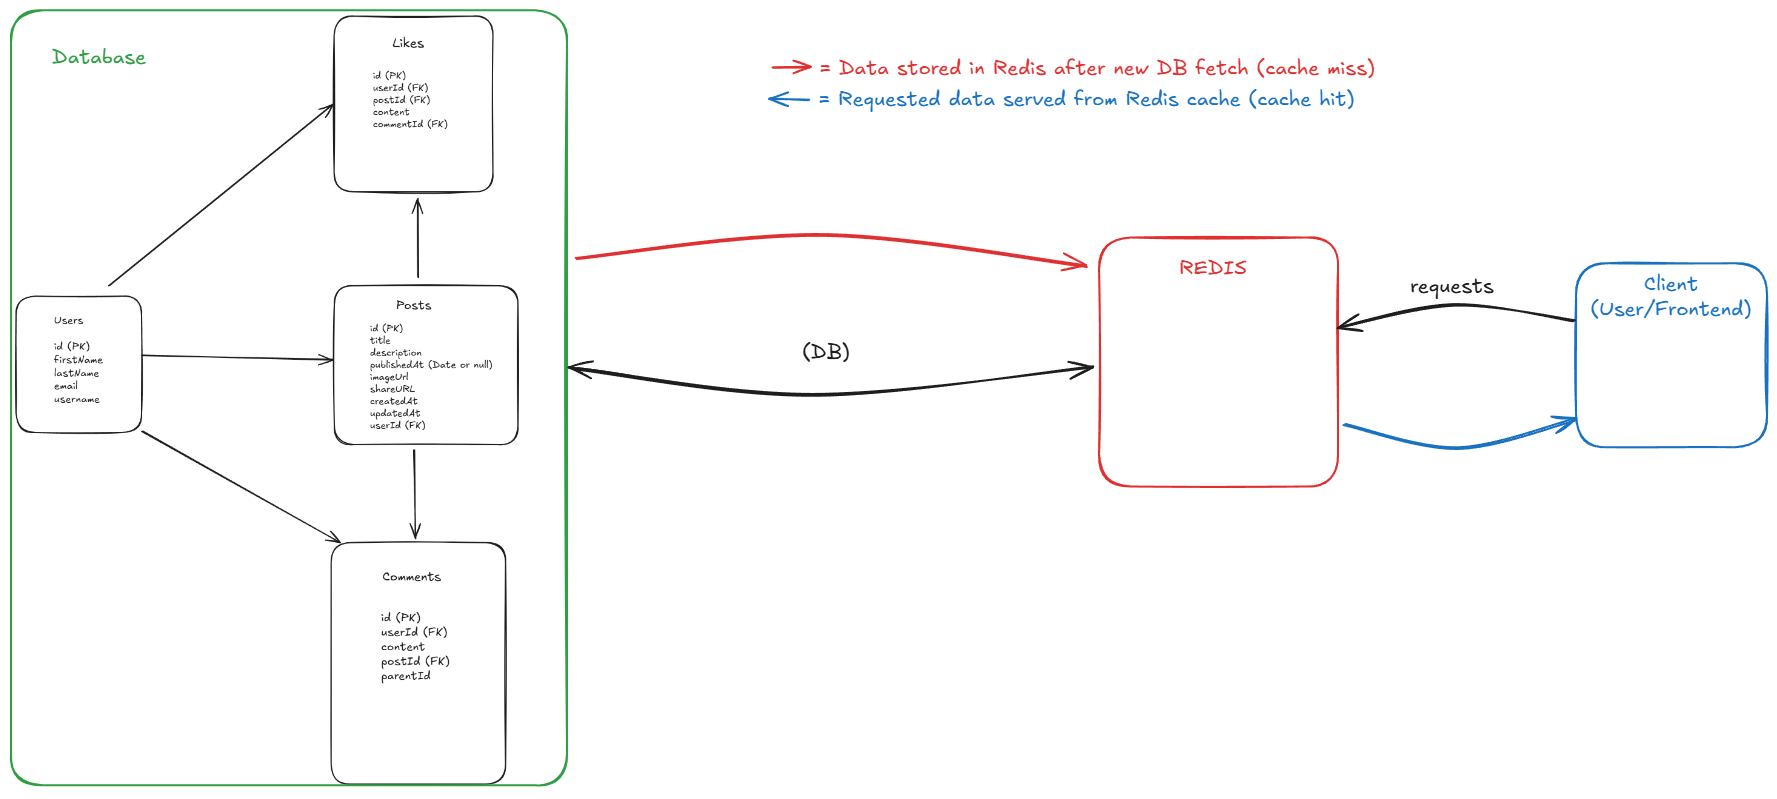 Database
Likes
id (PK)
userId (FK)
postId (FK)
content
commentId (FK)
Users
id (PK)
firstName
lastName
email
username
Posts
id (PK)
title
description
publishedAt (Date or null)
imageUrl
shareURL
createdAt
updatedAt
userId (FK)
Comments
id (PK)
userId (FK)
content
postId (FK)
parentId
= Data stored in Redis after new DB fetch (cache miss)
= Requested data served from Redis cache (cache hit)
(DB)
REDIS
requests
Client
(User/Frontend)